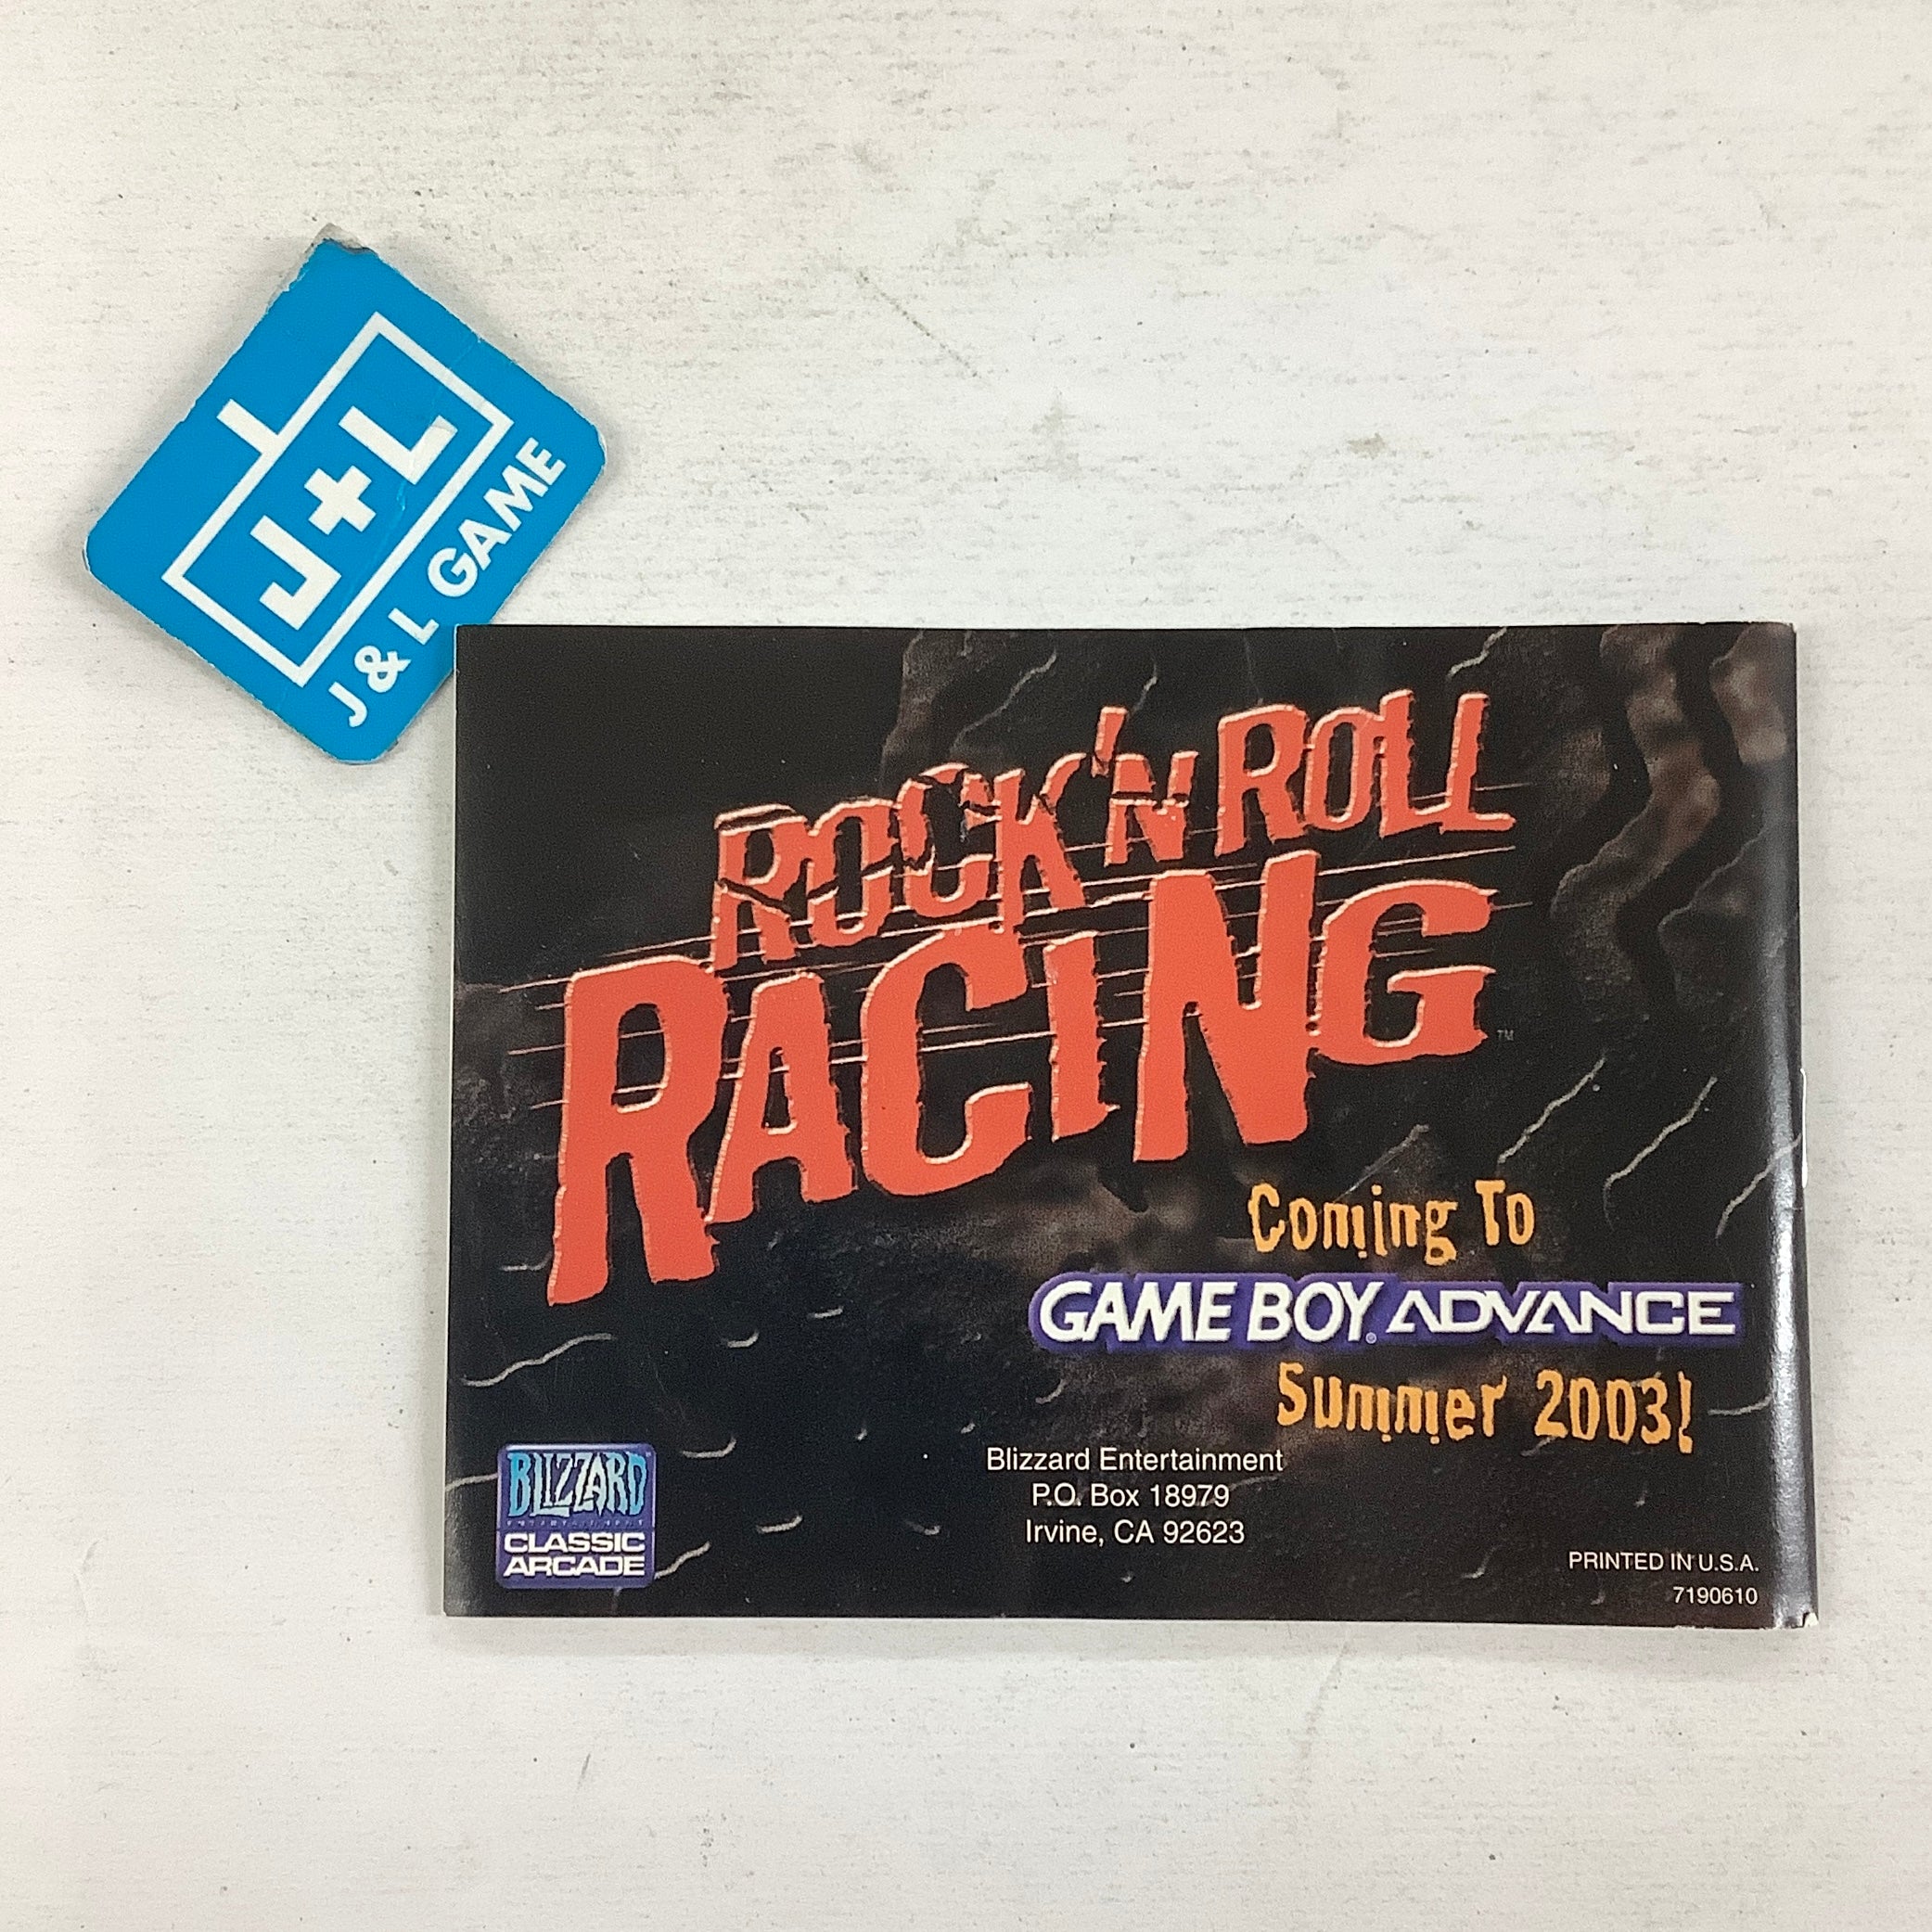 J+L
J & L GAME
ROCK 'N ROLL
RACING ™
Coming To
GAME BOY ADVANCE
Summer 2003!
Blizzard Entertainment
P.O. Box 18979
Irvine, CA 92623
BLIZZARD
ENTERTAINMENT
CLASSIC
ARCADE
PRINTED IN U.S.A.
7190610